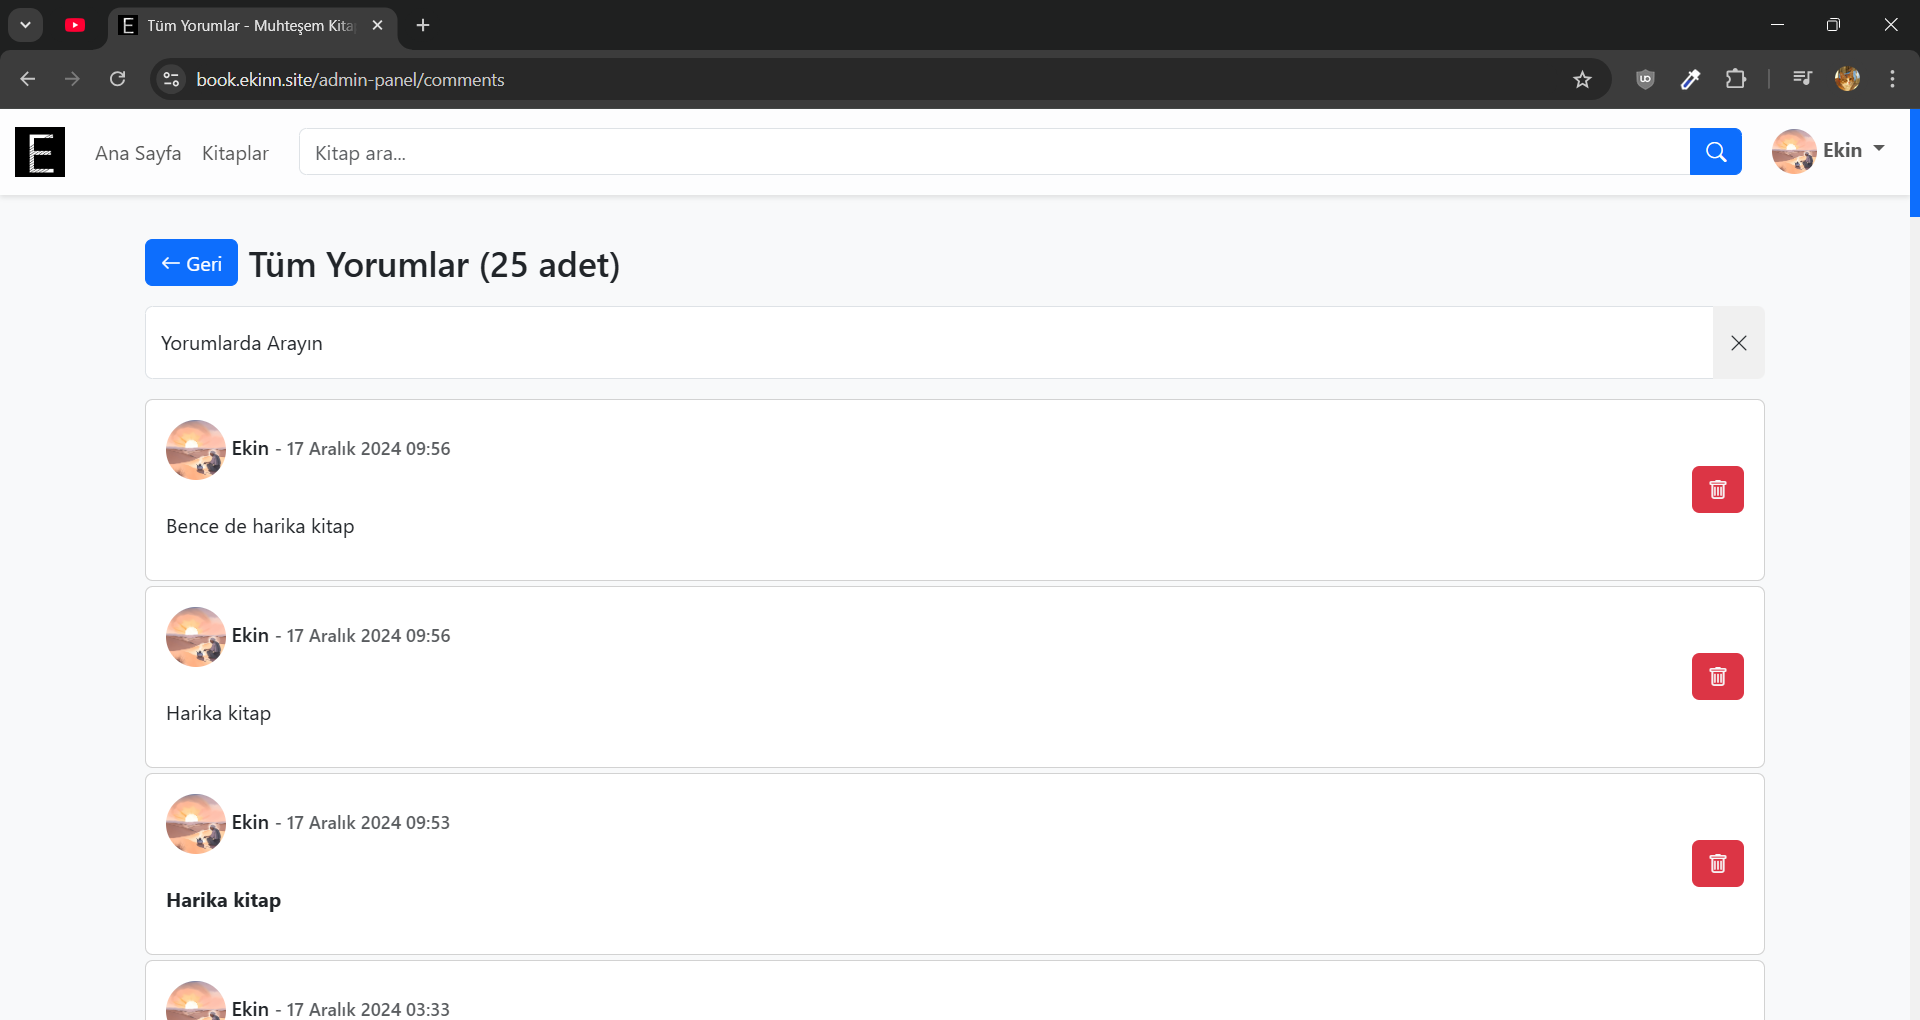 Tüm Yorumlar - Muhteşem Kita
book.ekinn.site/admin-panel/comments
E
Ana Sayfa
Kitaplar
Kitap ara...
Ekin
← Geri
Tüm Yorumlar (25 adet)
Yorumlarda Arayın
Ekin - 17 Aralık 2024 09:56
Bence de harika kitap
Ekin - 17 Aralık 2024 09:56
Harika kitap
Ekin - 17 Aralık 2024 09:53
Harika kitap
Ekin - 17 Aralık 2024 03:33